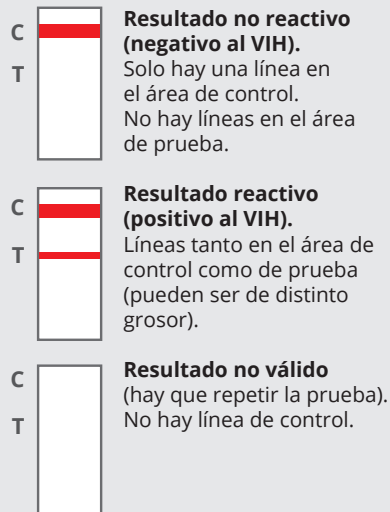 C
T
Resultado no reactivo
(negativo al VIH).
Solo hay una línea en
el área de control.
No hay líneas en el área
de prueba.
C
T
Resultado reactivo
(positivo al VIH).
Líneas tanto en el área de
control como de prueba
(pueden ser de distinto
grosor).
C
T
Resultado no válido
(hay que repetir la prueba).
No hay línea de control.